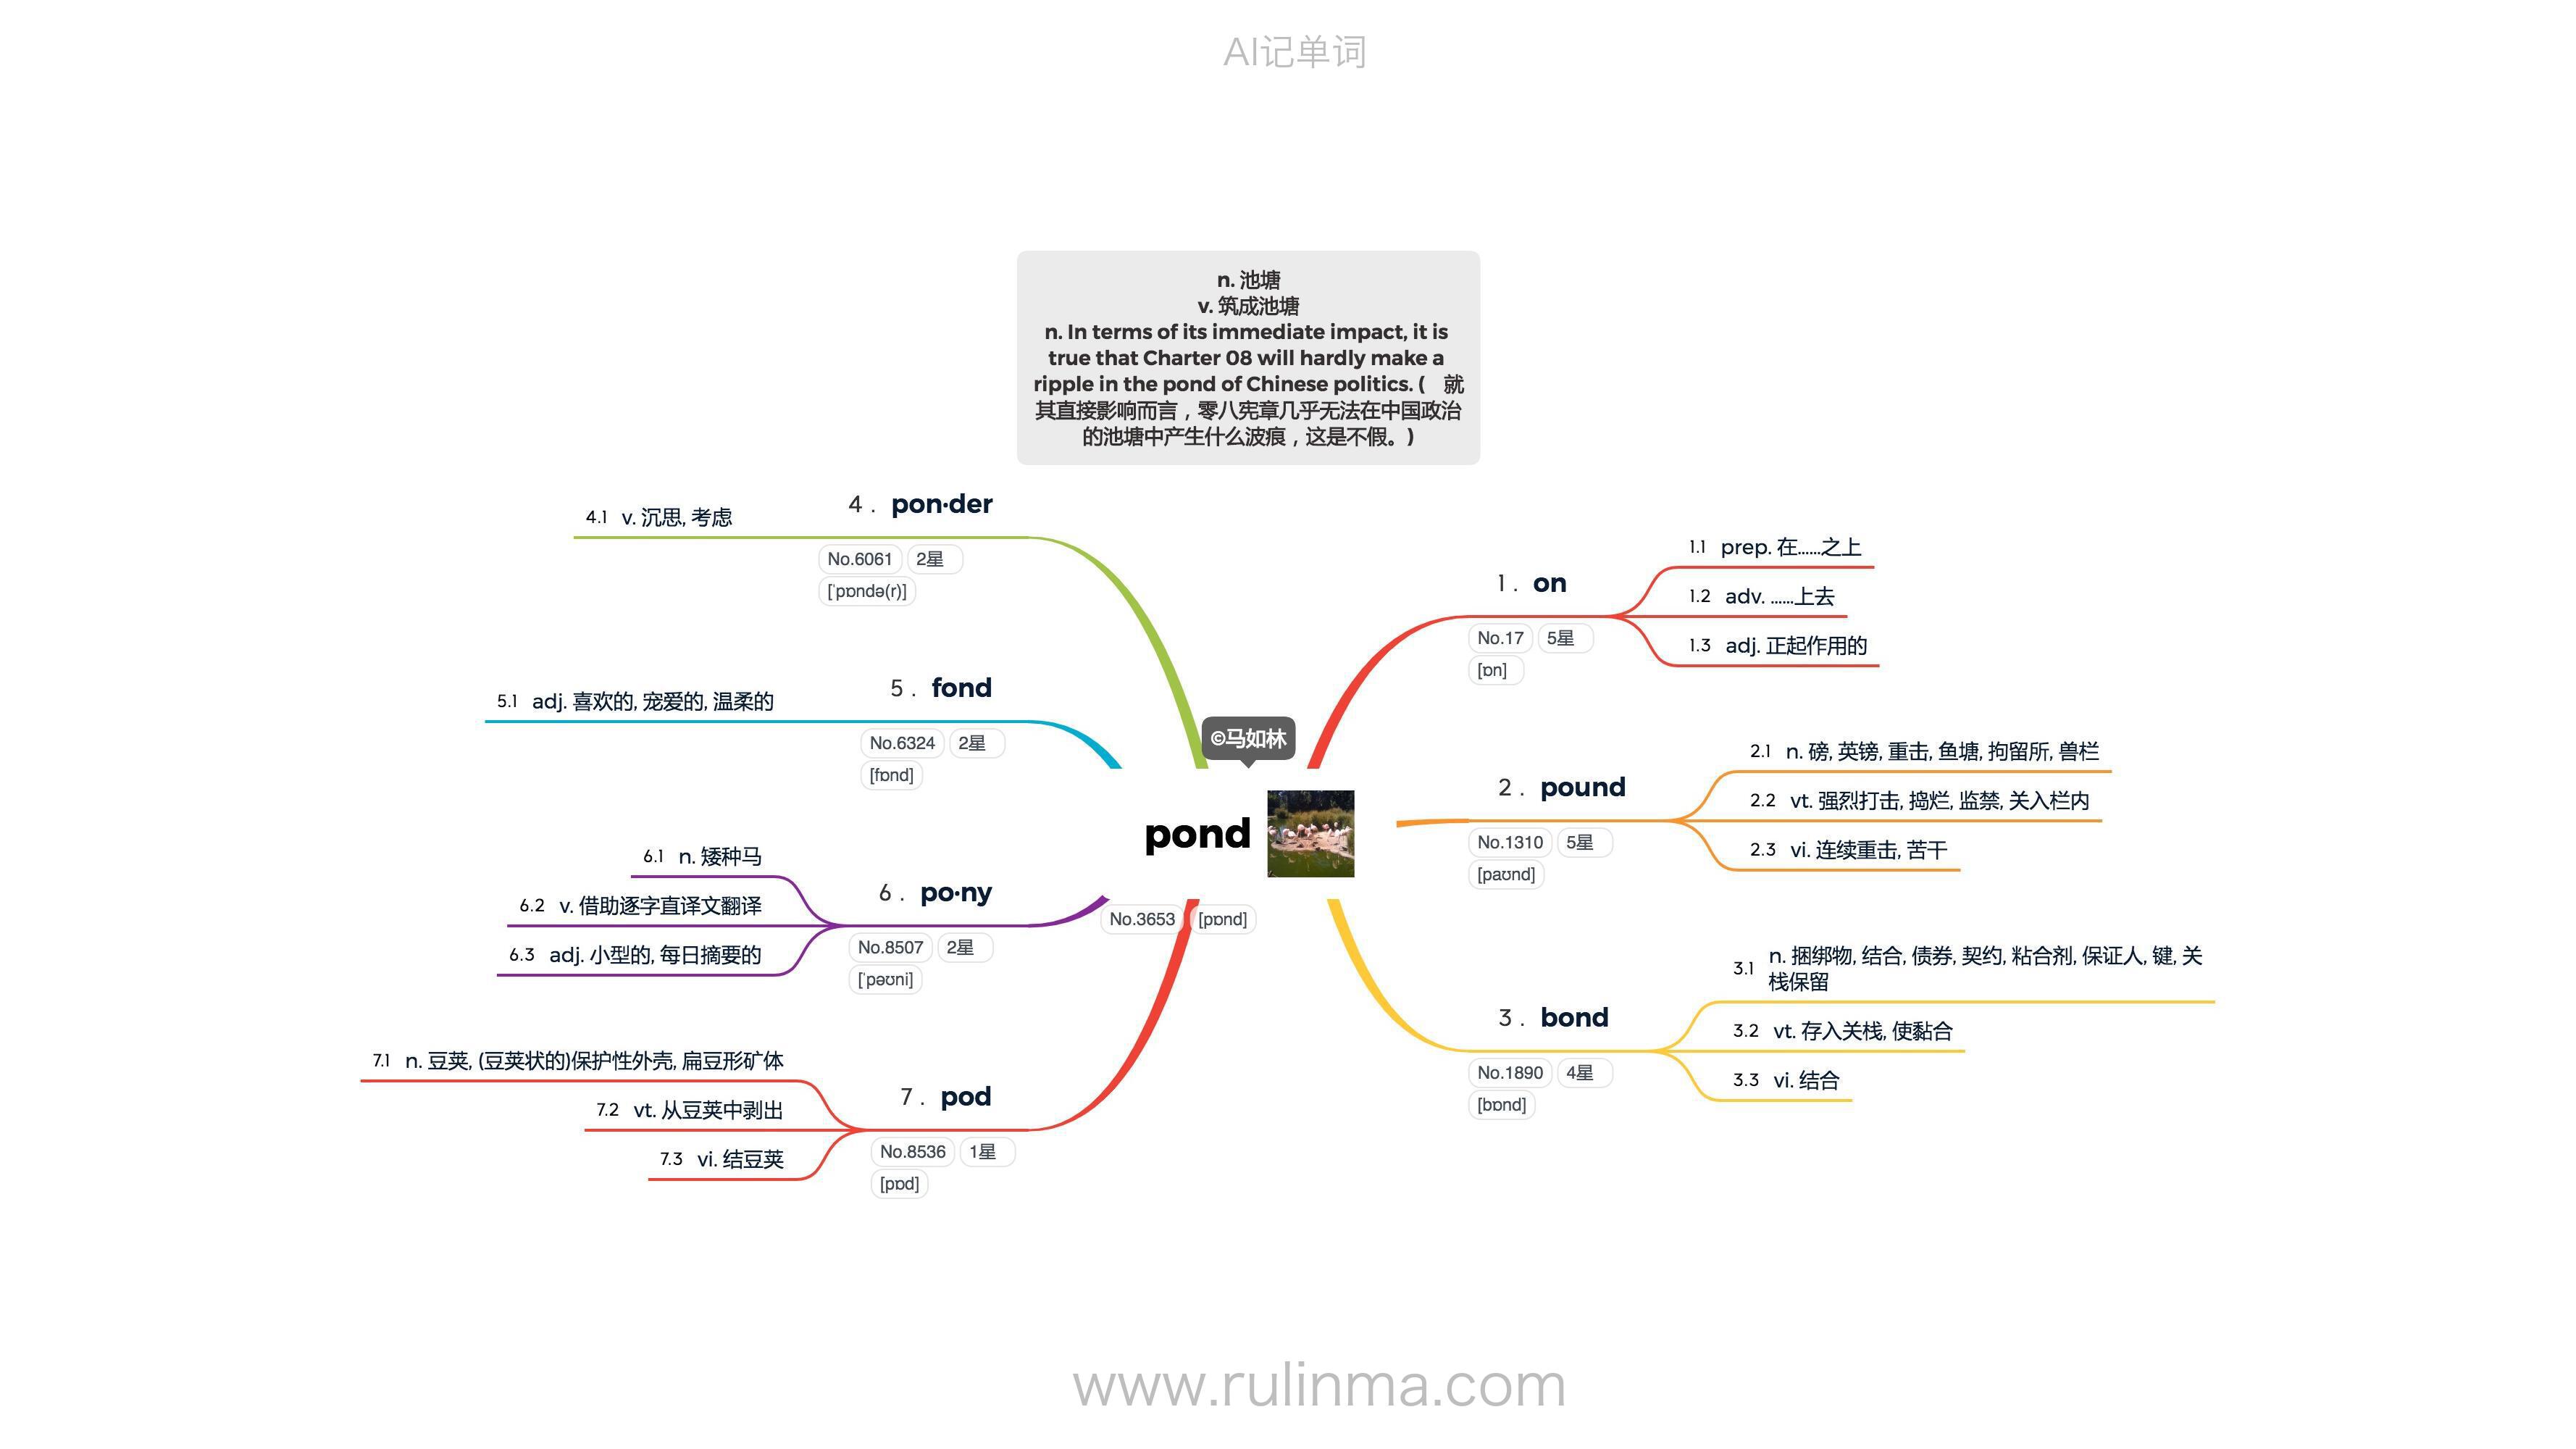 AI记单词
n. 池塘
v. 筑成池塘
n. In terms of its immediate impact, it is
true that Charter 08 will hardly make a
ripple in the pond of Chinese politics. ( 就
其直接影响而言，零八宪章几乎无法在中国政治
的池塘中产生什么波痕，这是不假。)
©马如林
pond
No.3653 [pɒnd]
1 . on
No.17 5星
[ɒn]
1.1 prep. 在......之上
1.2 adv. ......上去
1.3 adj. 正起作用的
2 . pound
No.1310 5星
[paʊnd]
2.1 n. 磅, 英镑, 重击, 鱼塘, 拘留所, 兽栏
2.2 vt. 强烈打击, 捣烂, 监禁, 关入栏内
2.3 vi. 连续重击, 苦干
3 . bond
No.1890 4星
[bɒnd]
3.1 n. 捆绑物, 结合, 债券, 契约, 粘合剂, 保证人, 键, 关
栈保留
3.2 vt. 存入关栈, 使黏合
3.3 vi. 结合
4 . pon·der
No.6061 2星
[ˈpɒndə(r)]
4.1 v. 沉思, 考虑
5 . fond
No.6324 2星
[fɒnd]
5.1 adj. 喜欢的, 宠爱的, 温柔的
6 . po·ny
No.8507 2星
[ˈpəʊni]
6.1 n. 矮种马
6.2 v. 借助逐字直译文翻译
6.3 adj. 小型的, 每日摘要的
7 . pod
No.8536 1星
[pɒd]
7.1 n. 豆荚, (豆荚状的)保护性外壳, 扁豆形矿体
7.2 vt. 从豆荚中剥出
7.3 vi. 结豆荚
www.rulinma.com